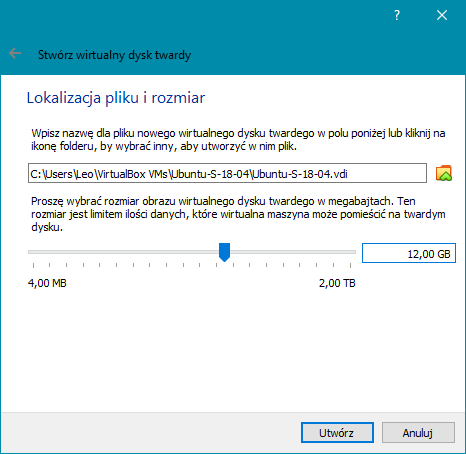 ?
Stwórz wirtualny dysk twardy
Lokalizacja pliku i rozmiar
Wpisz nazwę dla pliku nowego wirtualnego dysku twardego w polu poniżej lub kliknij na
ikonę folderu, by wybrać inny, aby utworzyć w nim plik.
C:\Users\Leo\VirtualBox VMs\Ubuntu-S-18-04\Ubuntu-S-18-04.vdi
Proszę wybrać rozmiar obrazu wirtualnego dysku twardego w megabajtach. Ten
rozmiar jest limitem ilości danych, które wirtualna maszyna może pomieścić na twardym
dysku.
12,00 GB
4,00 MB 2,00 TB
Utwórz Anuluj